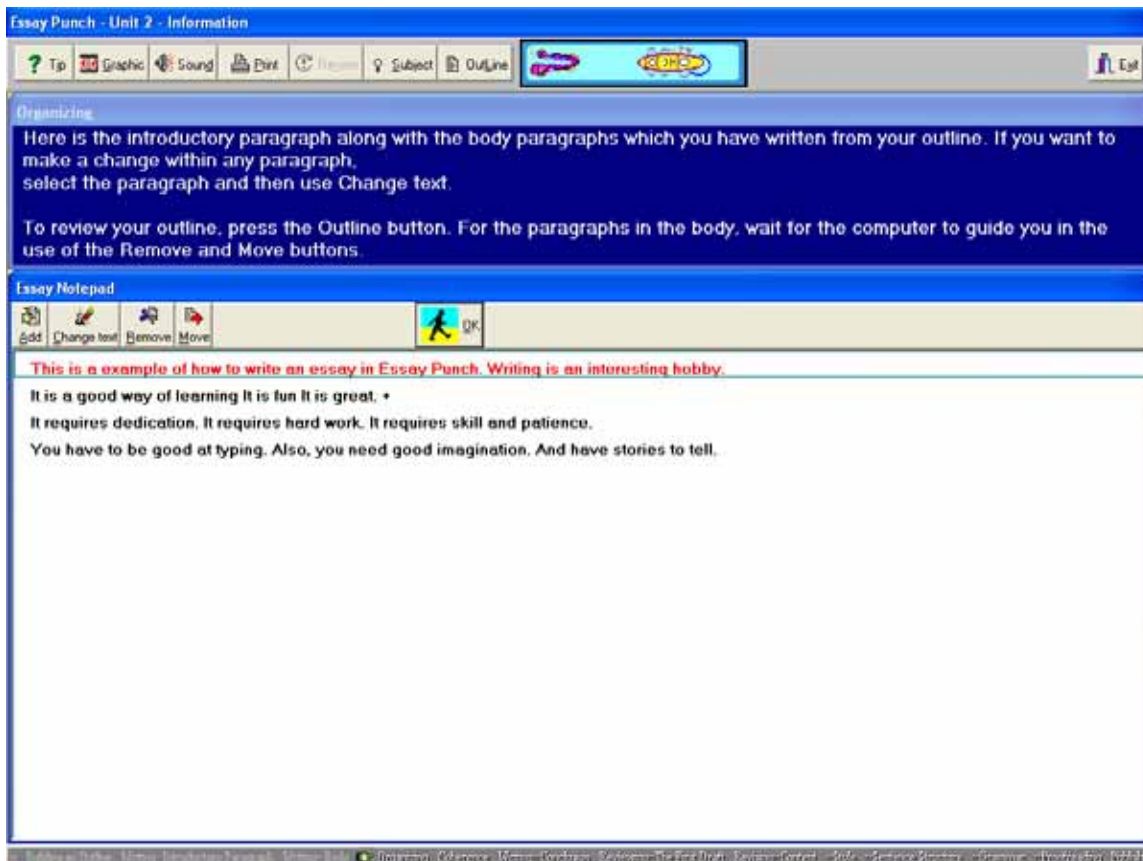 Essay Punch - Unit 2 - Information
? Tip Graphic Sound Print Subject OutLine Exit
Organizing
Here is the introductory paragraph along with the body paragraphs which you have written from your outline. If you want to
make a change within any paragraph,
select the paragraph and then use Change text.
To review your outline, press the Outline button. For the paragraphs in the body, wait for the computer to guide you in the
use of the Remove and Move buttons.
Essay Notepad
Add Change text Remove Move OK
This is a example of how to write an essay in Essay Punch. Writing is an interesting hobby.
It is a good way of learning It is fun It is great. +
It requires dedication. It requires hard work. It requires skill and patience.
You have to be good at typing. Also, you need good imagination. And have stories to tell.